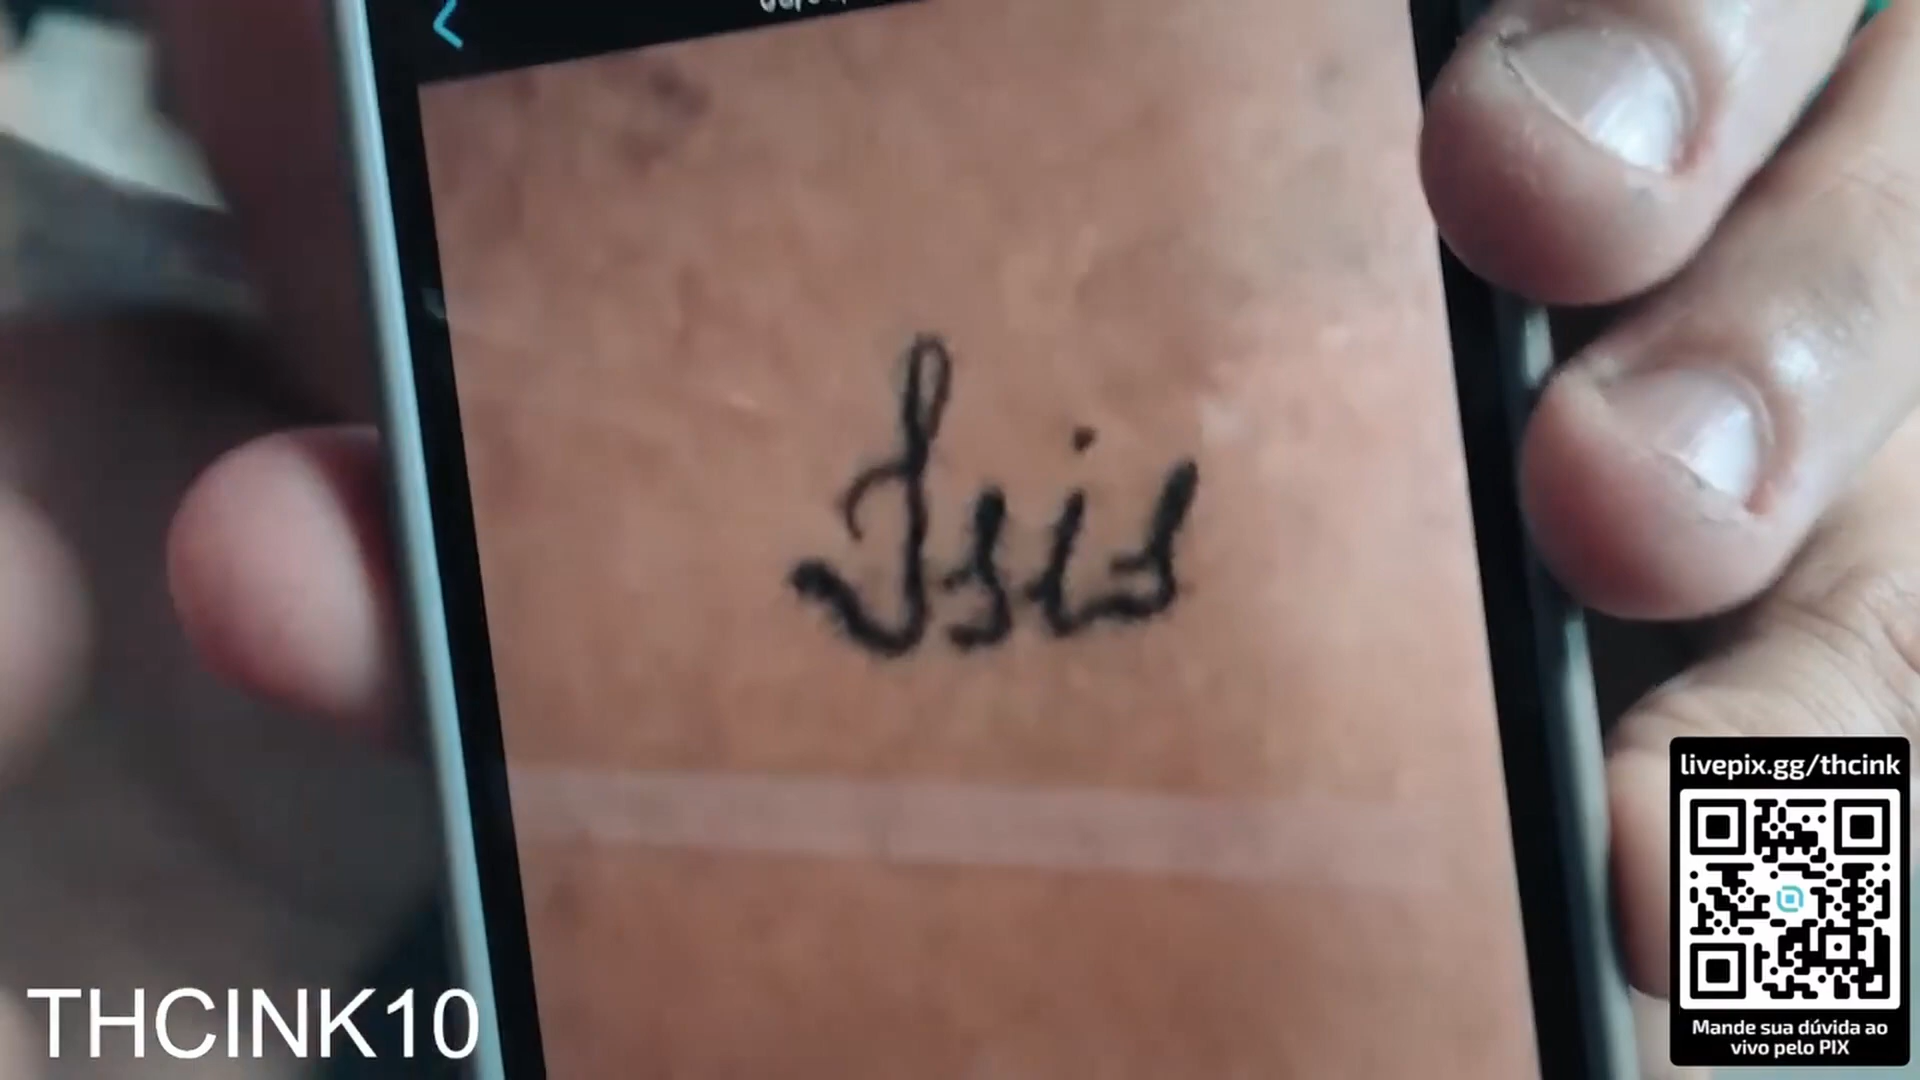 Isis
livepix.gg/thcink
Mande sua dúvida ao
vivo pelo PIX
THCINK10